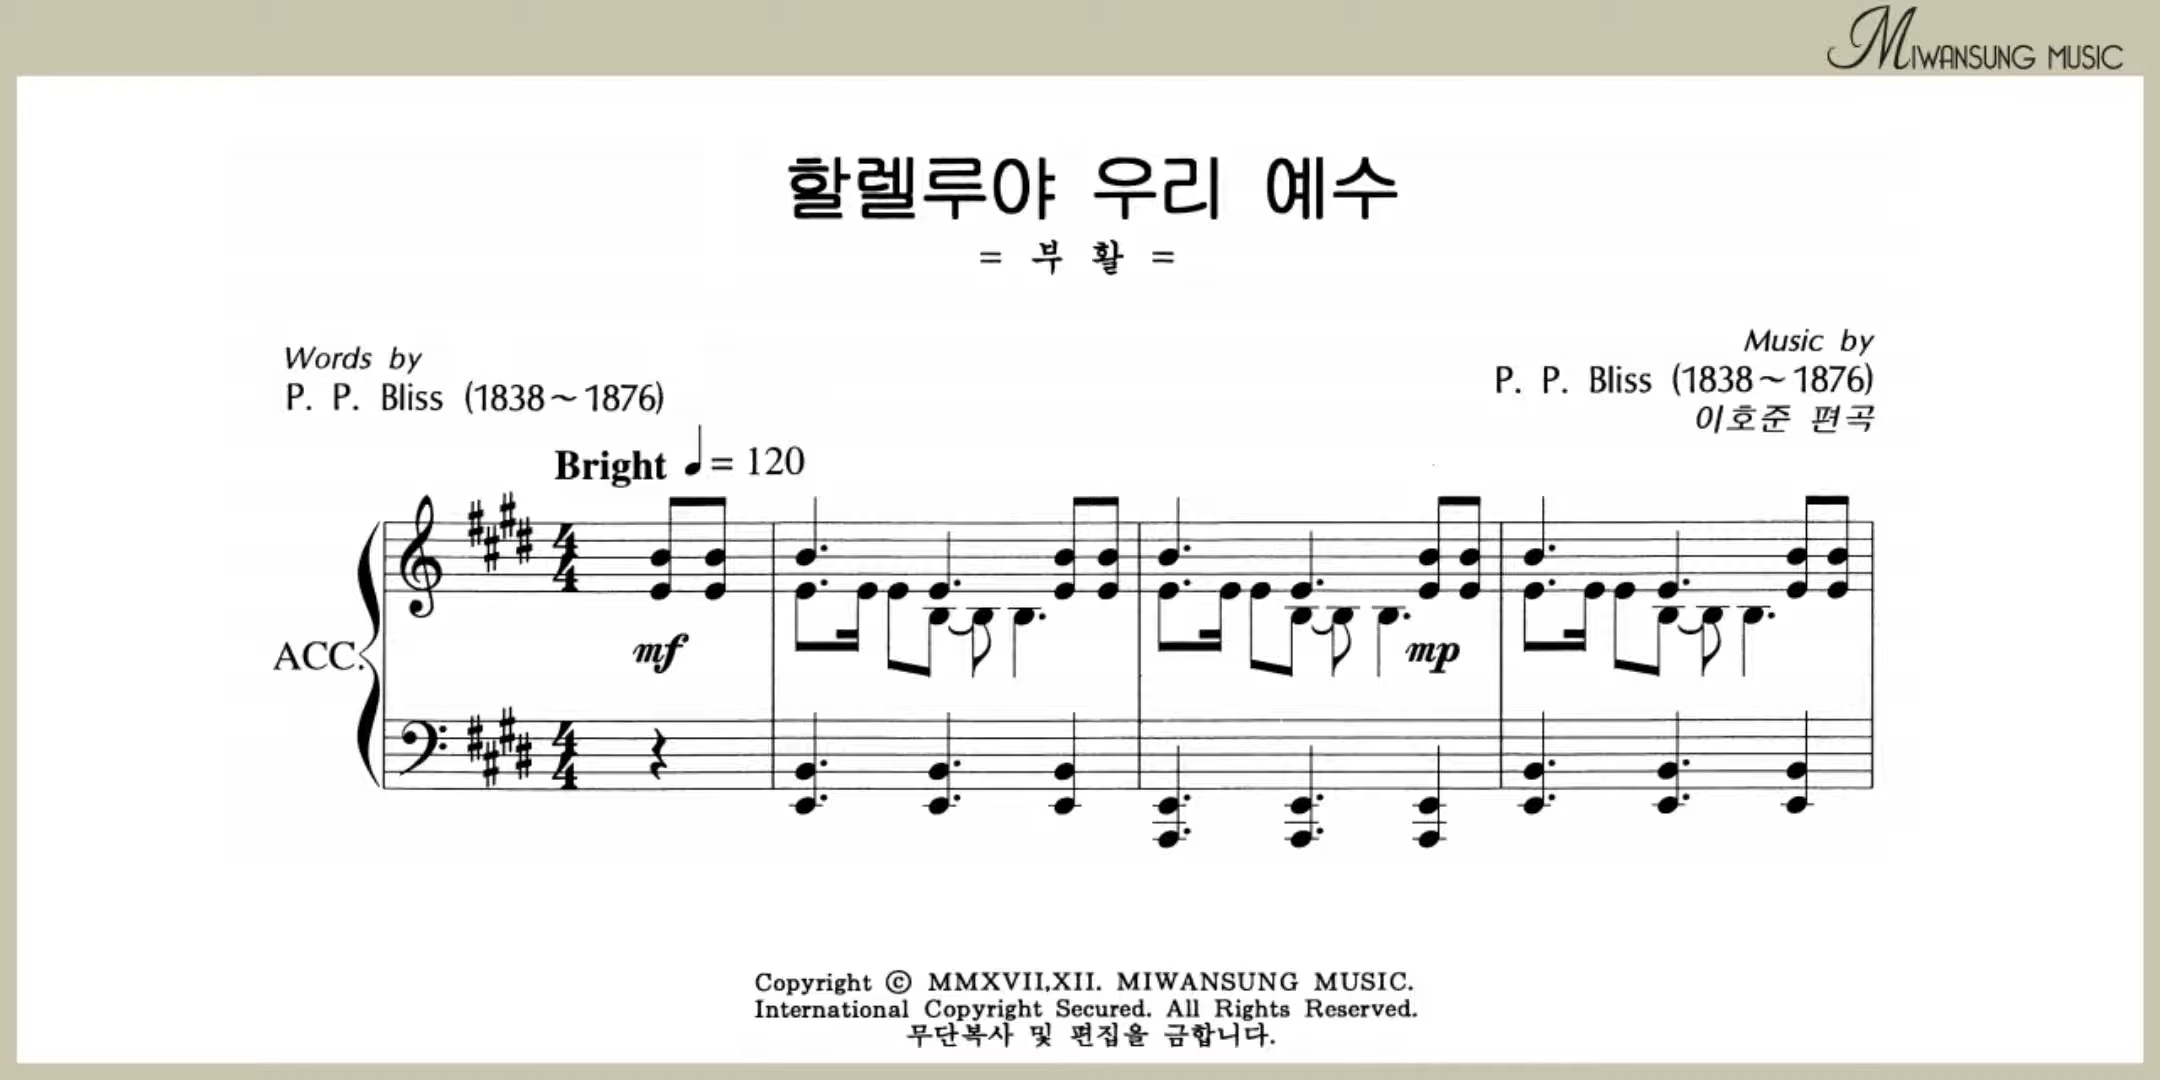 MIWANSUNG MUSIC
할렐루야 우리 예수
= 부 활 =
Words by
P. P. Bliss (1838~1876)
Music by
P. P. Bliss (1838~1876)
이호준 편곡
Bright ♩= 120
ACC.
mf
mp
Copyright ⓒ MMXVII,XII. MIWANSUNG MUSIC.
International Copyright Secured. All Rights Reserved.
무단복사 및 편집을 금합니다.